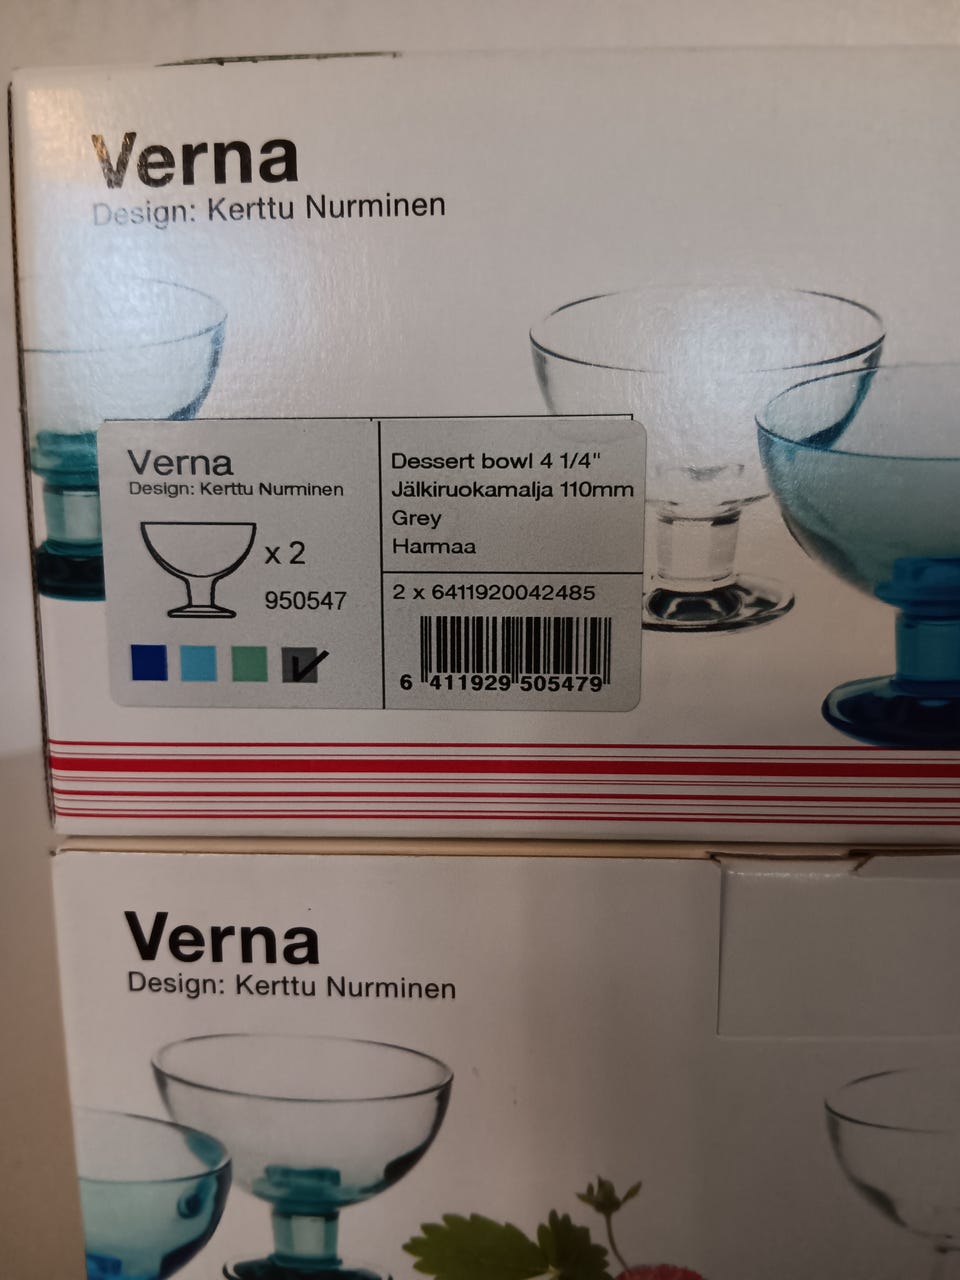 Verna
Design: Kerttu Nurminen
Verna
Design: Kerttu Nurminen
x 2
950547
Dessert bowl 4 1/4"
Jälkiruokamalja 110mm
Grey
Harmaa
2 x 6411920042485
6 411929 505479
Verna
Design: Kerttu Nurminen